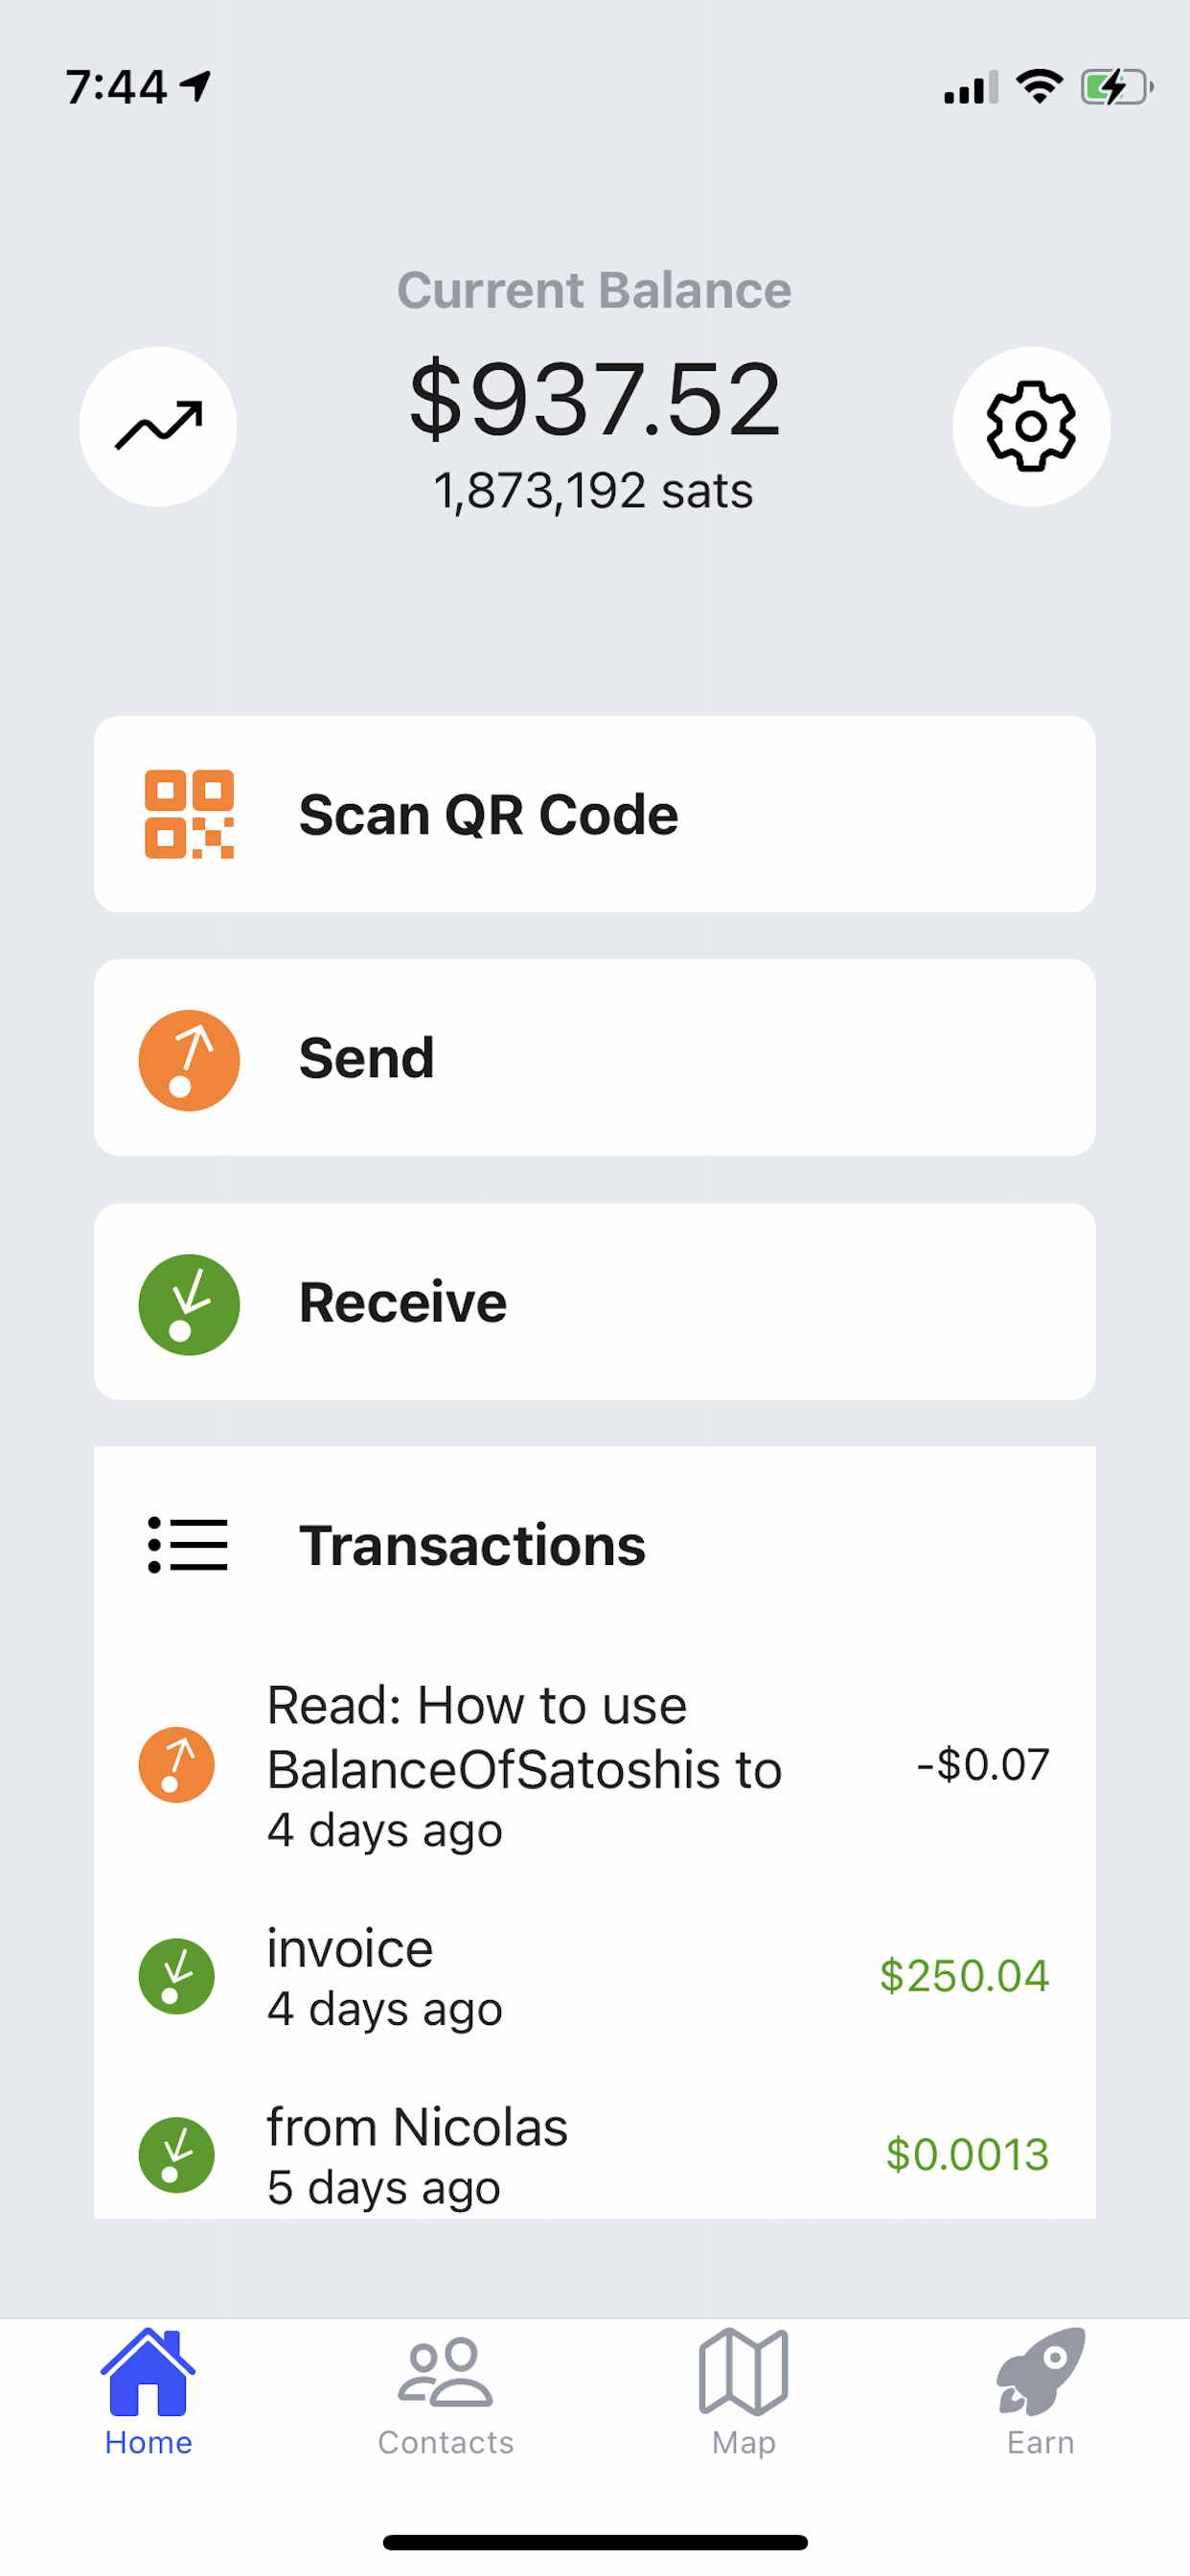 7:44
Current Balance
$937.52
1,873,192 sats
Scan QR Code
Send
Receive
Transactions
Read: How to use
BalanceOfSatoshis to
4 days ago
-$0.07
invoice
4 days ago
$250.04
from Nicolas
5 days ago
$0.0013
Home
Contacts
Map
Earn